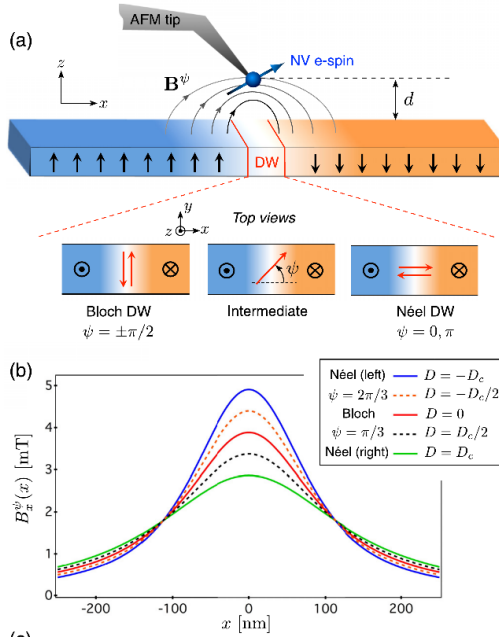 (a)
AFM tip
NV e-spin
B^ψ
z
x
d
DW
y
z x
Top views
ψ
Bloch DW
ψ = ±π/2
Intermediate
Néel DW
ψ = 0, π
(b)
Néel (left) D = −D_c
ψ = 2π/3 D = −D_c/2
Bloch D = 0
ψ = π/3 D = D_c/2
Néel (right) D = D_c
B_x^ψ(x) [mT]
5
4
3
2
1
0
-200 -100 0 100 200
x [nm]